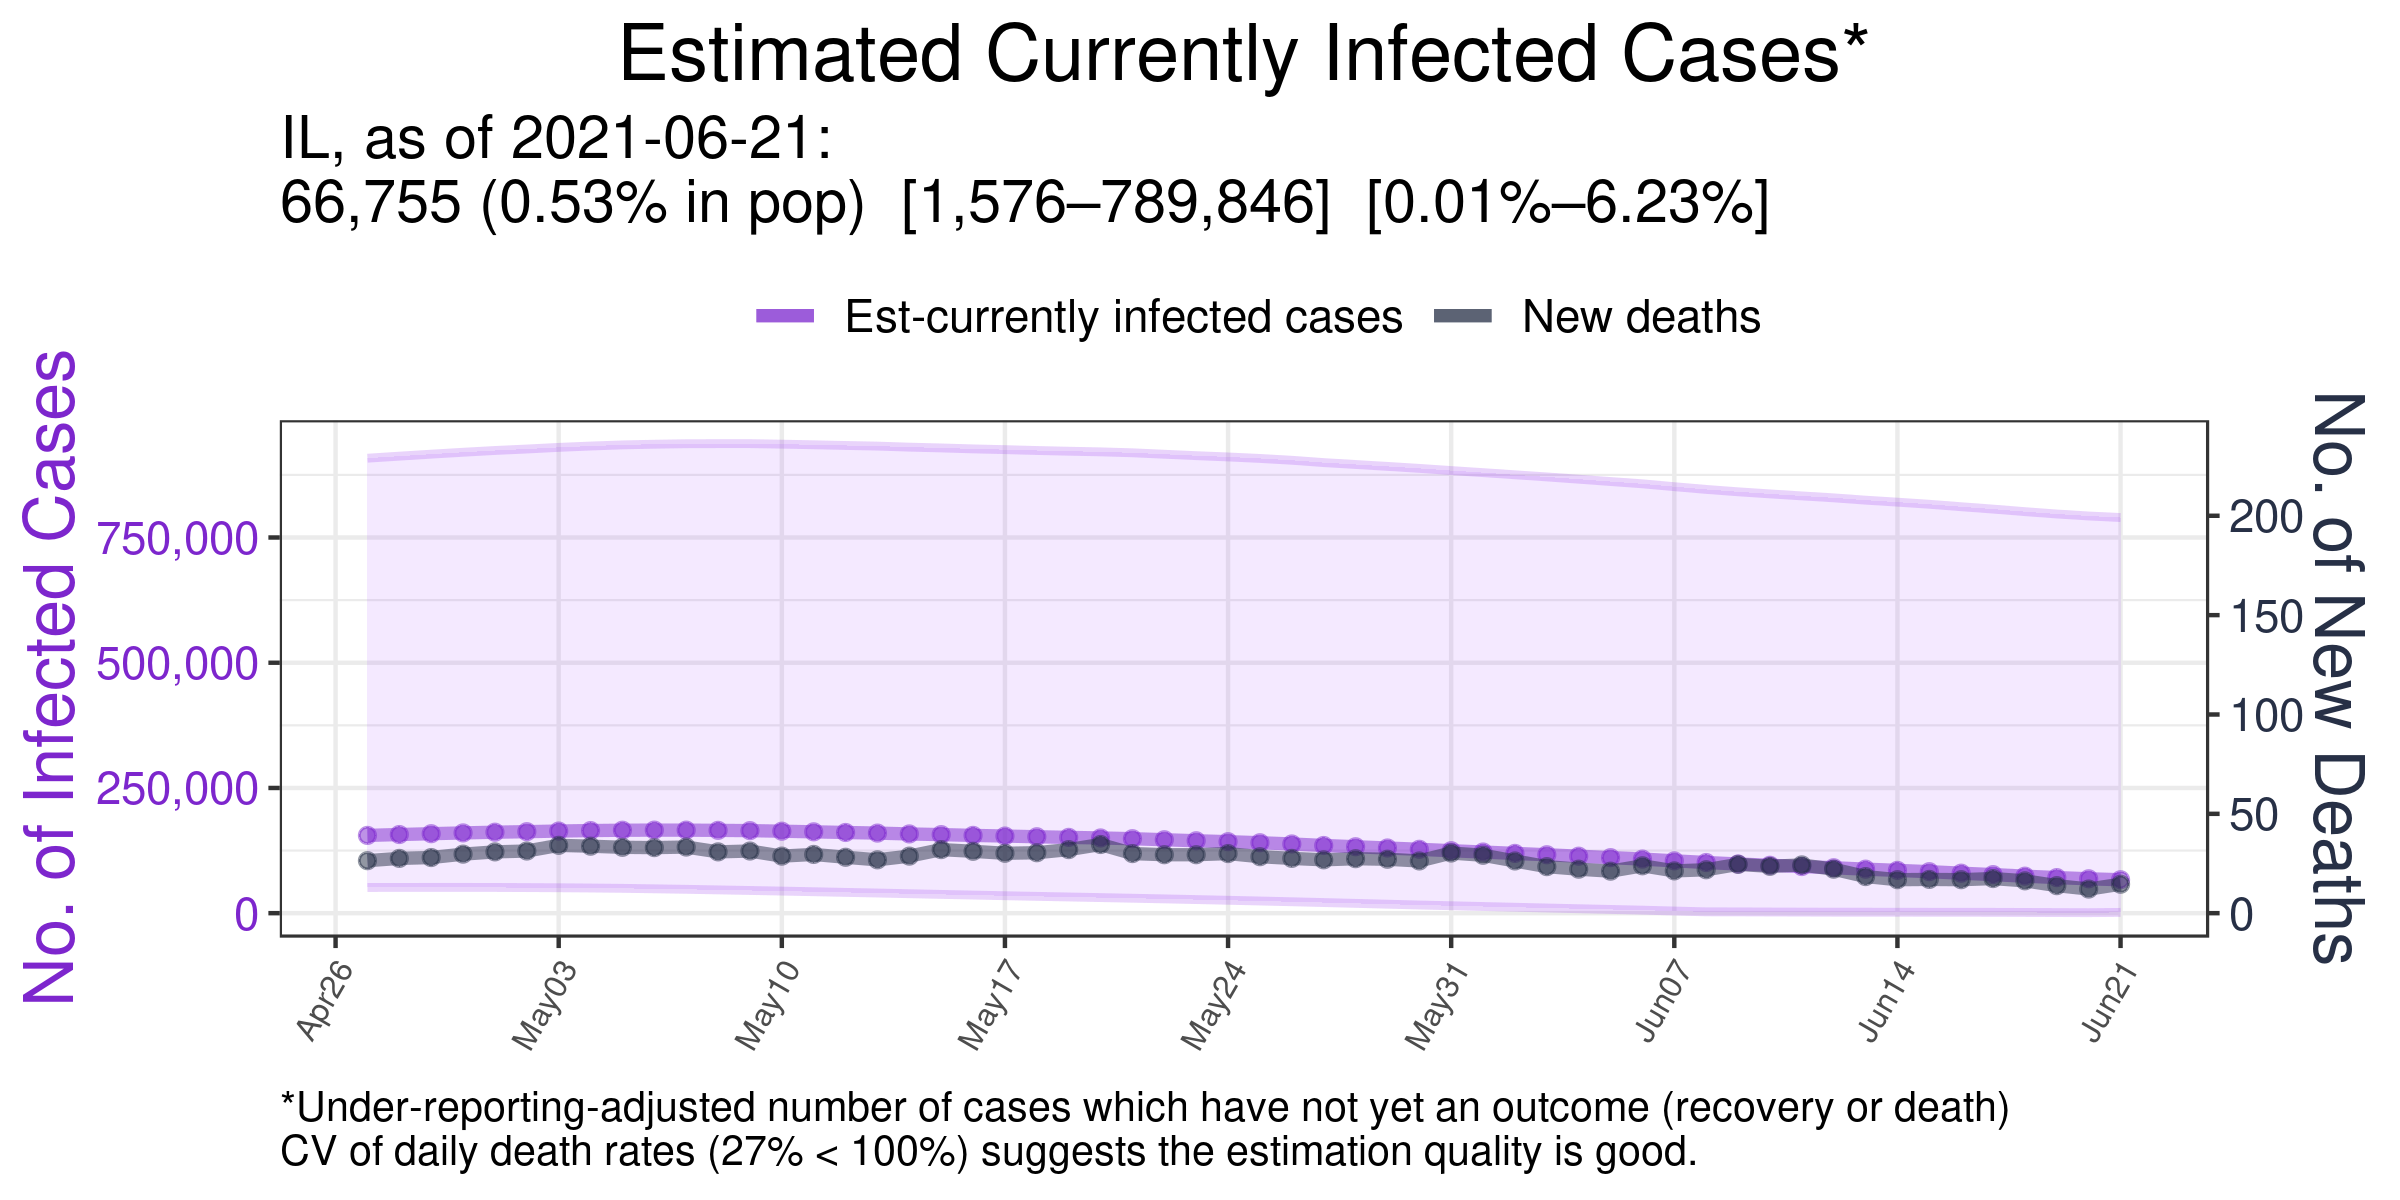 Estimated Currently Infected Cases*
IL, as of 2021-06-21:
66,755 (0.53% in pop)  [1,576–789,846]  [0.01%–6.23%]
Est-currently infected cases
New deaths
No. of Infected Cases
750,000
500,000
250,000
0
200
150
100
50
0
No. of New Deaths
Apr26
May03
May10
May17
May24
May31
Jun07
Jun14
Jun21
*Under-reporting-adjusted number of cases which have not yet an outcome (recovery or death)
CV of daily death rates (27% < 100%) suggests the estimation quality is good.